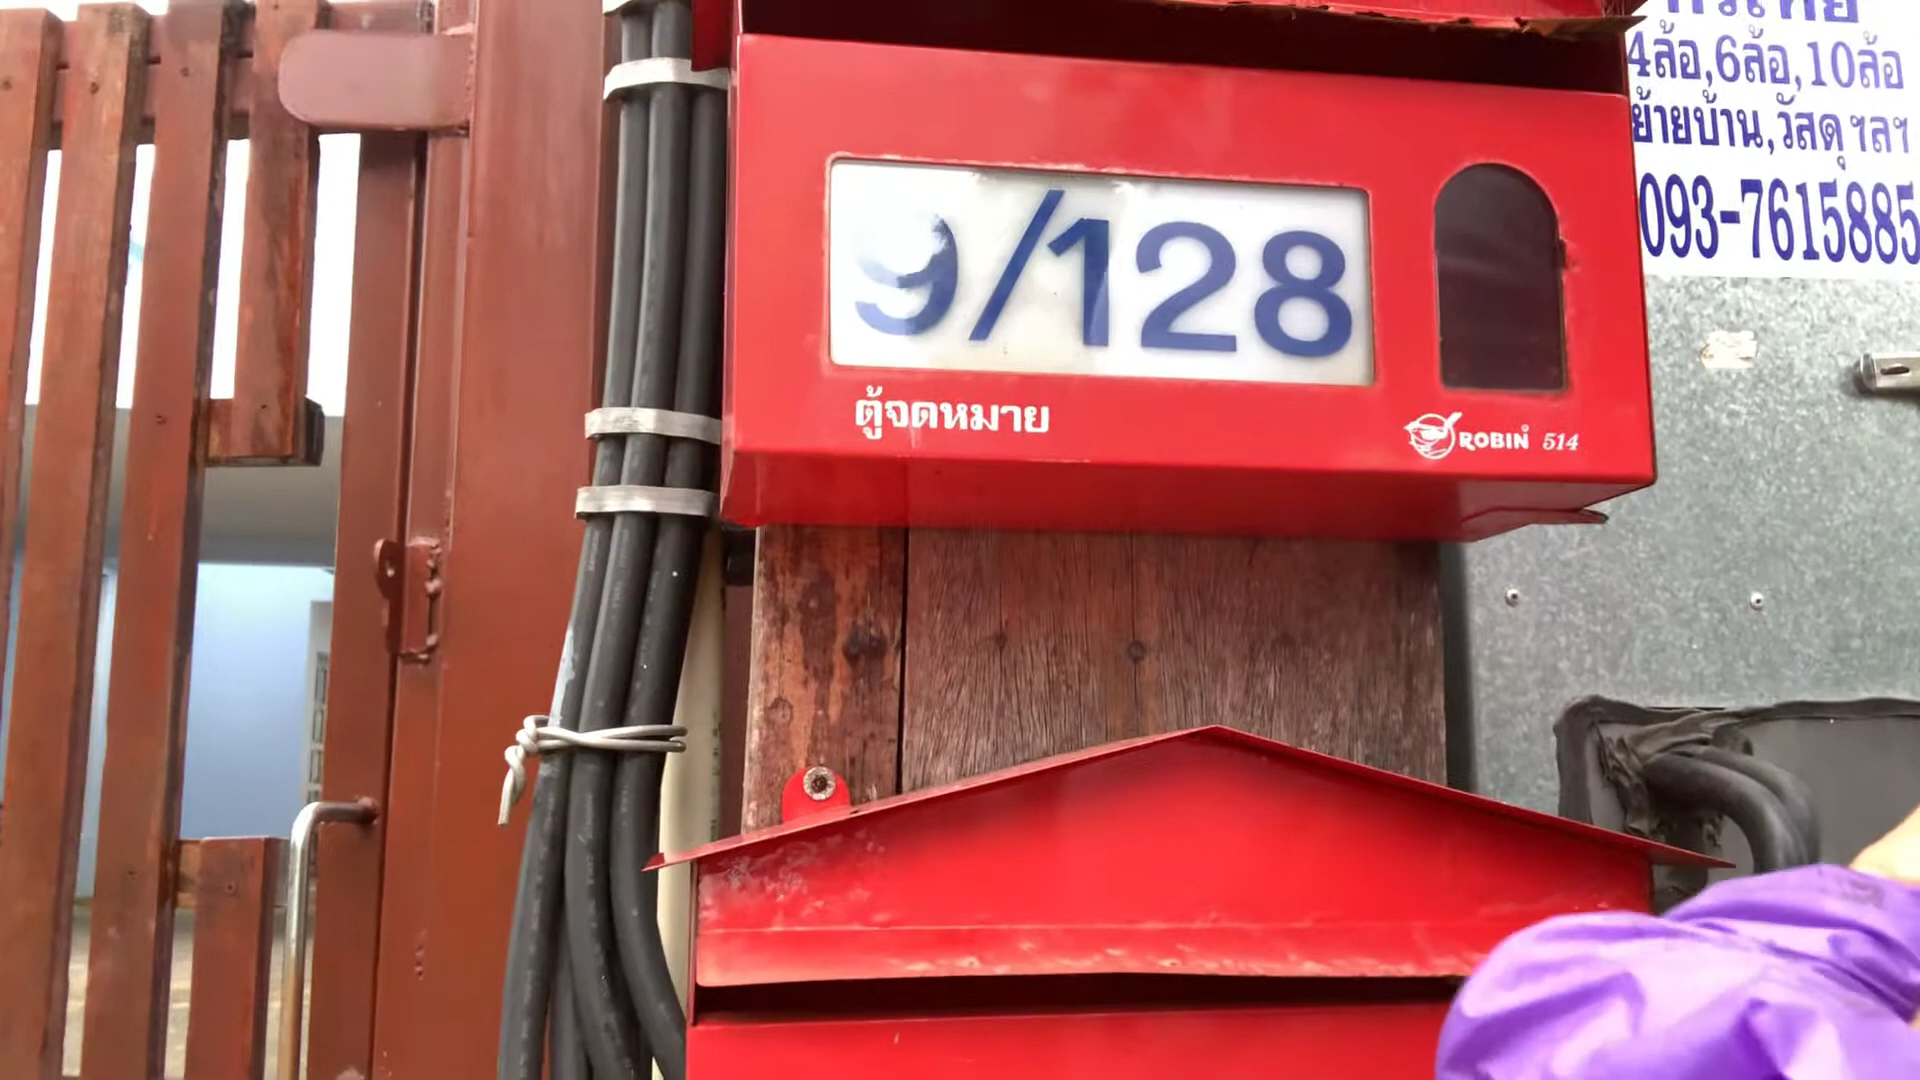 4ล้อ,6ล้อ,10ล้อ
ย้ายบ้าน,วัสดุฯลฯ
093-7615885
9/128
ตู้จดหมาย
ROBIN 514